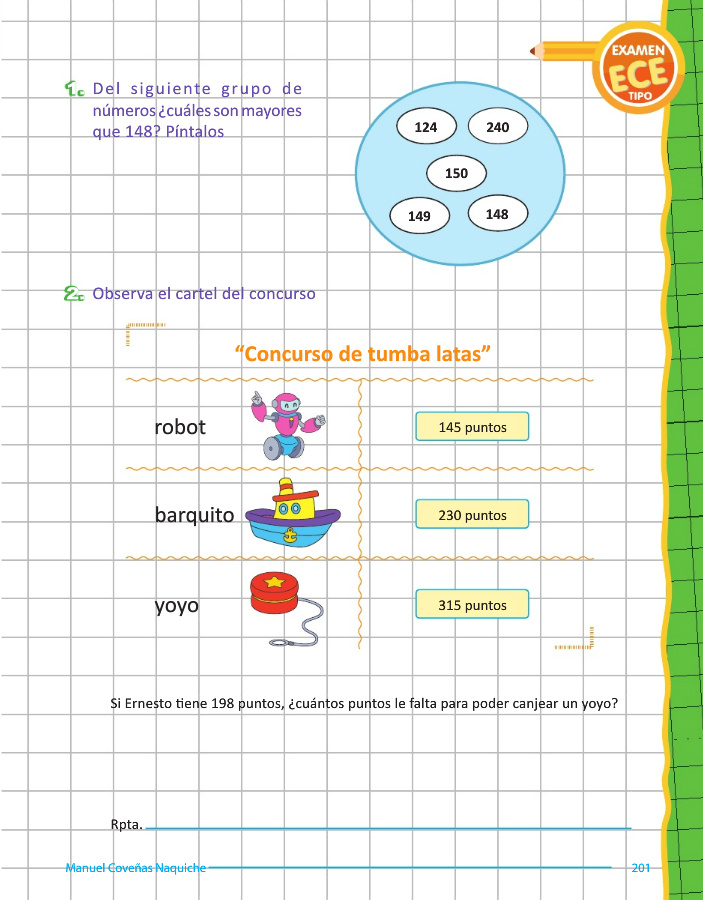 EXAMEN
ECE
TIPO
1. Del siguiente grupo de
números ¿cuáles son mayores
que 148? Píntalos
124 240
150
149 148
2. Observa el cartel del concurso
“Concurso de tumba latas”
robot 145 puntos
barquito 230 puntos
yoyo 315 puntos
Si Ernesto tiene 198 puntos, ¿cuántos puntos le falta para poder canjear un yoyo?
Rpta.
Manuel Coveñas Naquiche 201